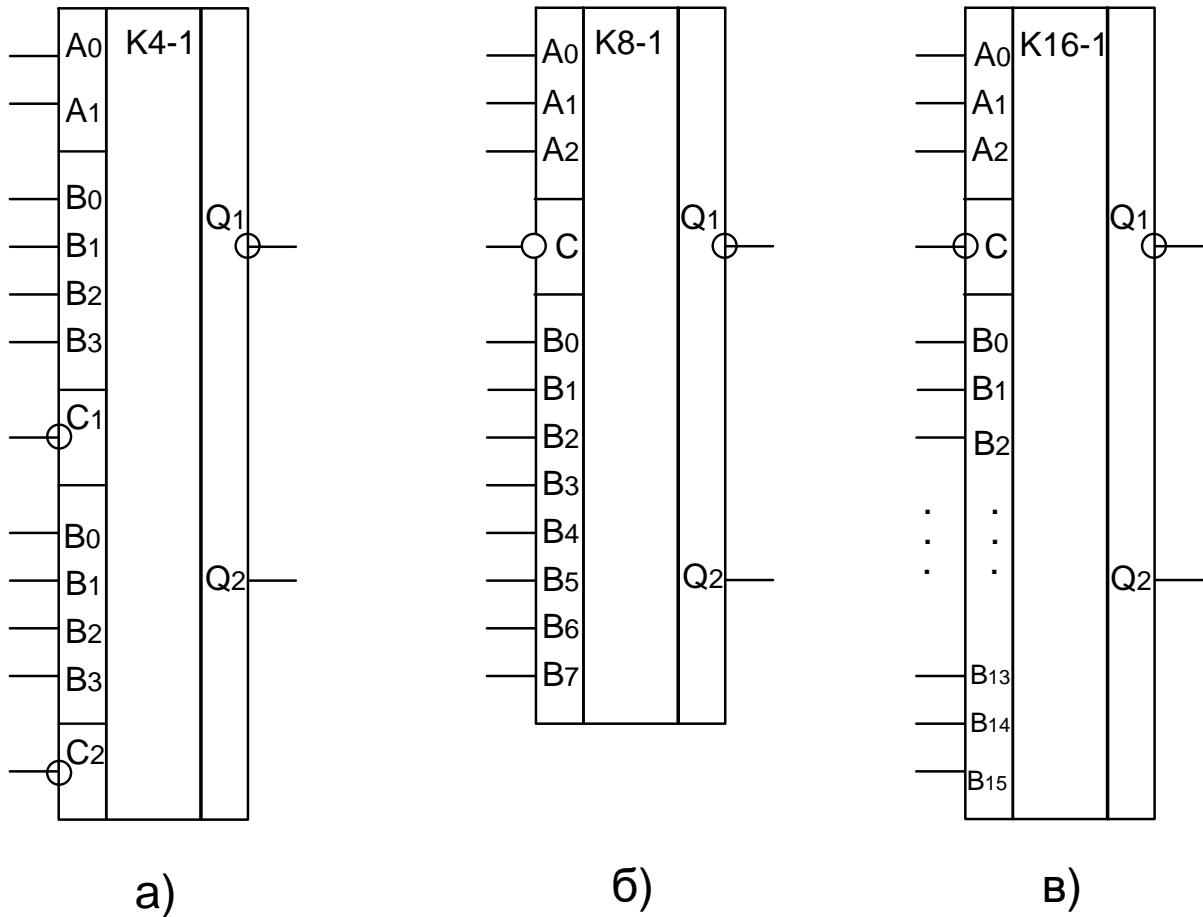 K4-1
A0
A1
B0
B1
B2
B3
C1
B0
B1
B2
B3
C2
Q1
Q2
а)
K8-1
A0
A1
A2
C
B0
B1
B2
B3
B4
B5
B6
B7
Q1
Q2
б)
K16-1
A0
A1
A2
C
B0
B1
B2
. .
. .
. .
B13
B14
B15
Q1
Q2
в)